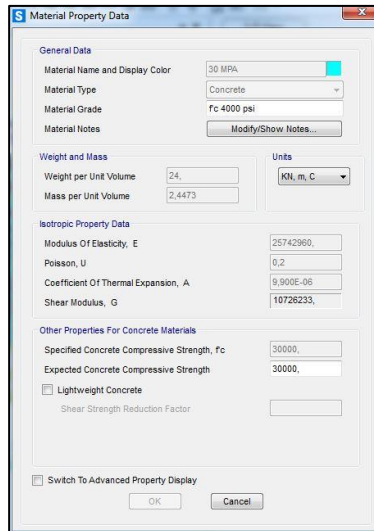 S Material Property Data
General Data
Material Name and Display Color 30 MPA
Material Type Concrete
Material Grade f'c 4000 psi
Material Notes Modify/Show Notes...
Weight and Mass Units
Weight per Unit Volume 24, KN, m, C
Mass per Unit Volume 2,4473
Isotropic Property Data
Modulus Of Elasticity, E 25742960,
Poisson, U 0,2
Coefficient Of Thermal Expansion, A 9,900E-06
Shear Modulus, G 10726233,
Other Properties For Concrete Materials
Specified Concrete Compressive Strength, f'c 30000,
Expected Concrete Compressive Strength 30000,
Lightweight Concrete
Shear Strength Reduction Factor
Switch To Advanced Property Display
OK Cancel